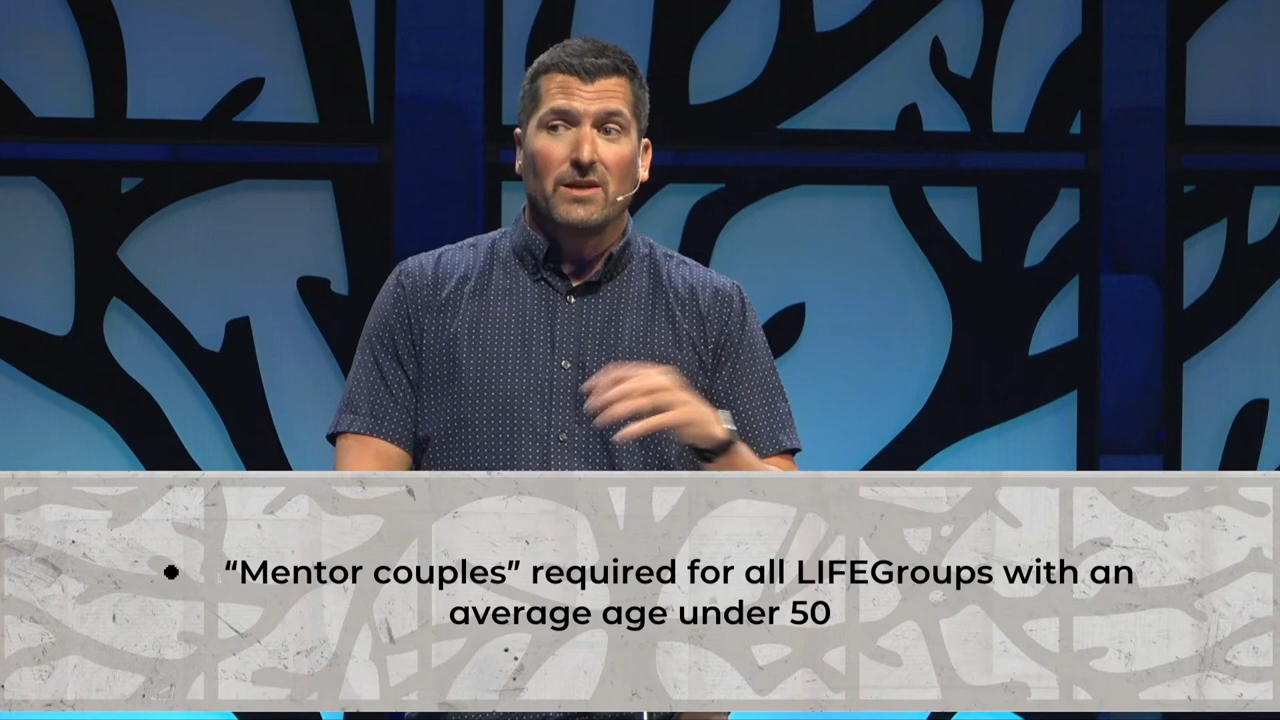 • “Mentor couples” required for all LIFEGroups with an
average age under 50